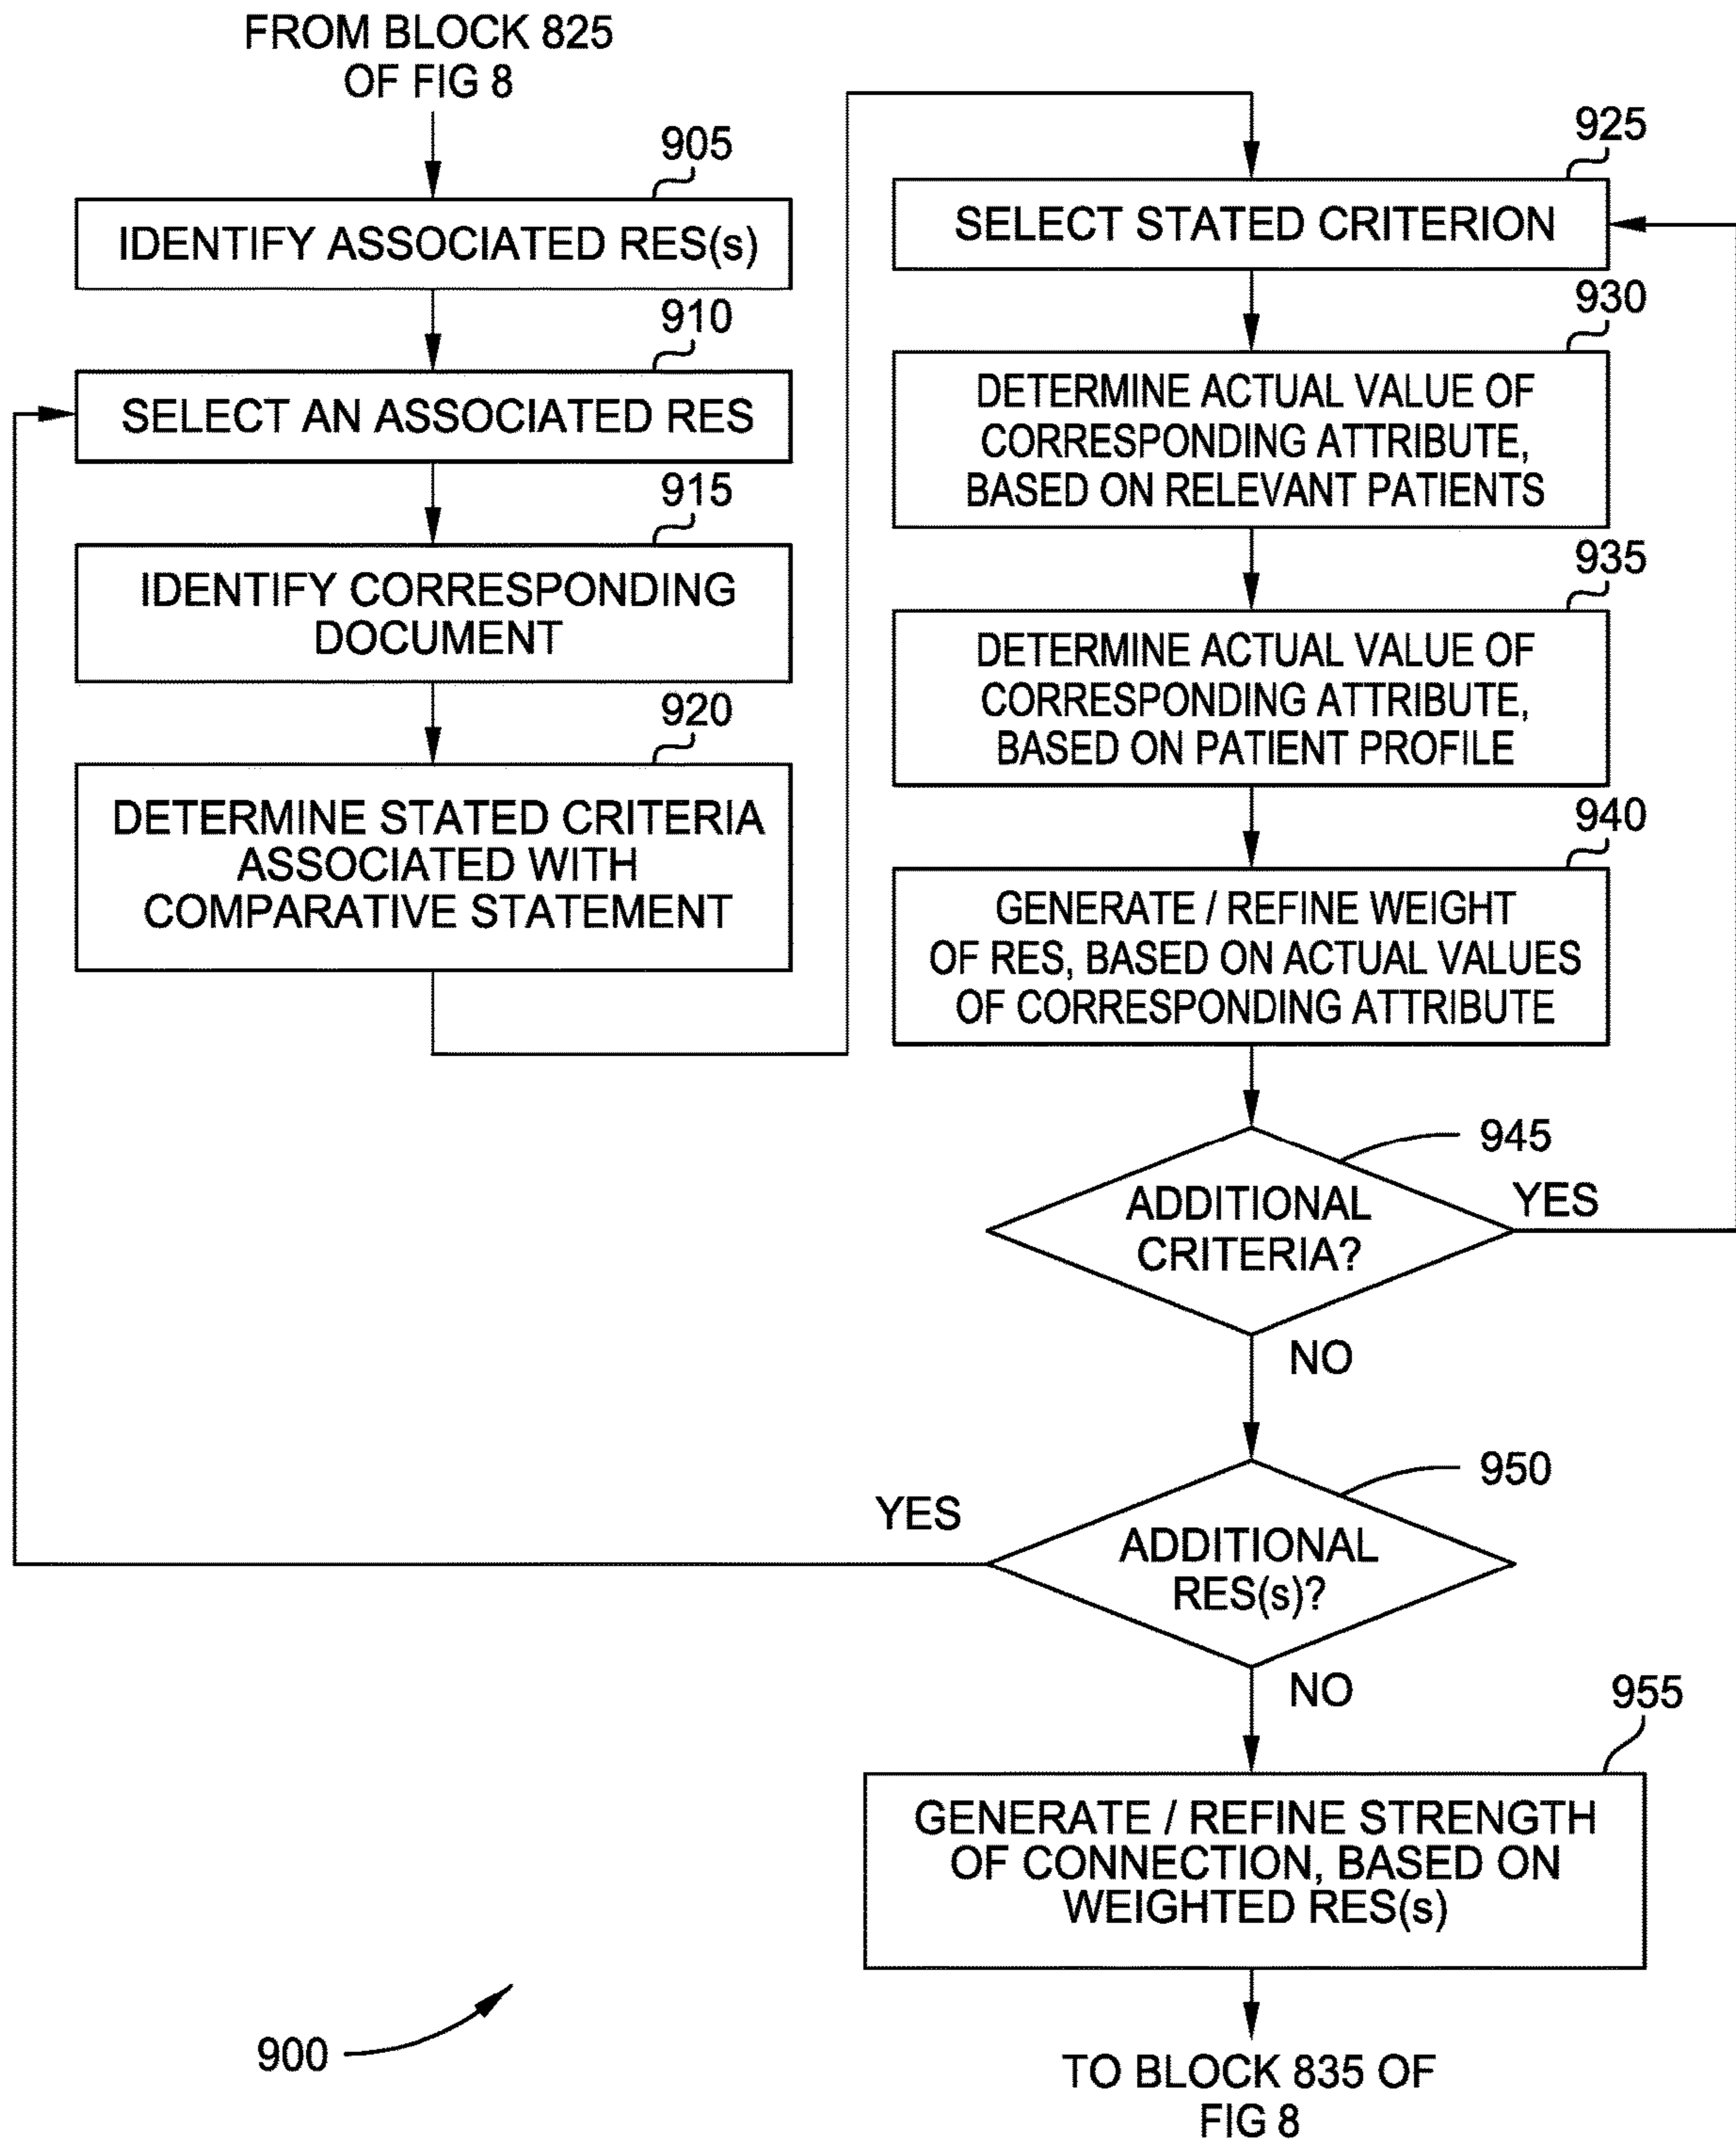 FROM BLOCK 825
OF FIG 8
905
IDENTIFY ASSOCIATED RES(s)
910
SELECT AN ASSOCIATED RES
915
IDENTIFY CORRESPONDING
DOCUMENT
920
DETERMINE STATED CRITERIA
ASSOCIATED WITH
COMPARATIVE STATEMENT
925
SELECT STATED CRITERION
930
DETERMINE ACTUAL VALUE OF
CORRESPONDING ATTRIBUTE,
BASED ON RELEVANT PATIENTS
935
DETERMINE ACTUAL VALUE OF
CORRESPONDING ATTRIBUTE,
BASED ON PATIENT PROFILE
940
GENERATE / REFINE WEIGHT
OF RES, BASED ON ACTUAL VALUES
OF CORRESPONDING ATTRIBUTE
945
ADDITIONAL
CRITERIA?
YES
NO
950
YES
ADDITIONAL
RES(s)?
NO
955
GENERATE / REFINE STRENGTH
OF CONNECTION, BASED ON
WEIGHTED RES(s)
900
TO BLOCK 835 OF
FIG 8